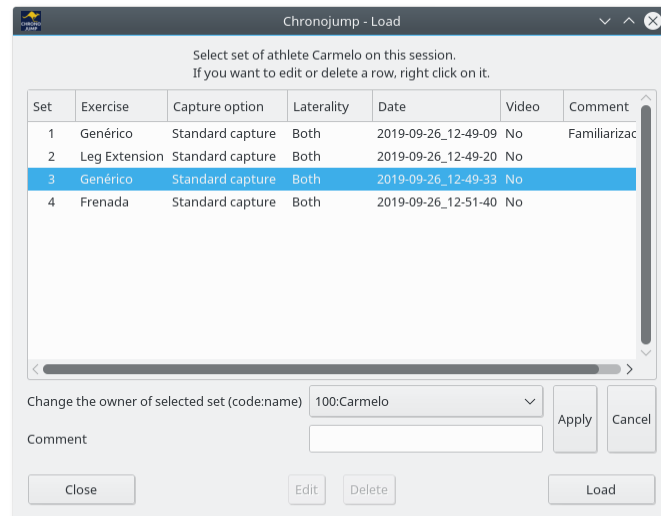 CHRONO JUMP
Chronojump - Load
Select set of athlete Carmelo on this session.
If you want to edit or delete a row, right click on it.
Set Exercise Capture option Laterality Date Video Comment
1 Genérico Standard capture Both 2019-09-26_12-49-09 No Familiarizac
2 Leg Extension Standard capture Both 2019-09-26_12-49-20 No
3 Genérico Standard capture Both 2019-09-26_12-49-33 No
4 Frenada Standard capture Both 2019-09-26_12-51-40 No
Change the owner of selected set (code:name) 100:Carmelo Apply Cancel
Comment
Close Edit Delete Load